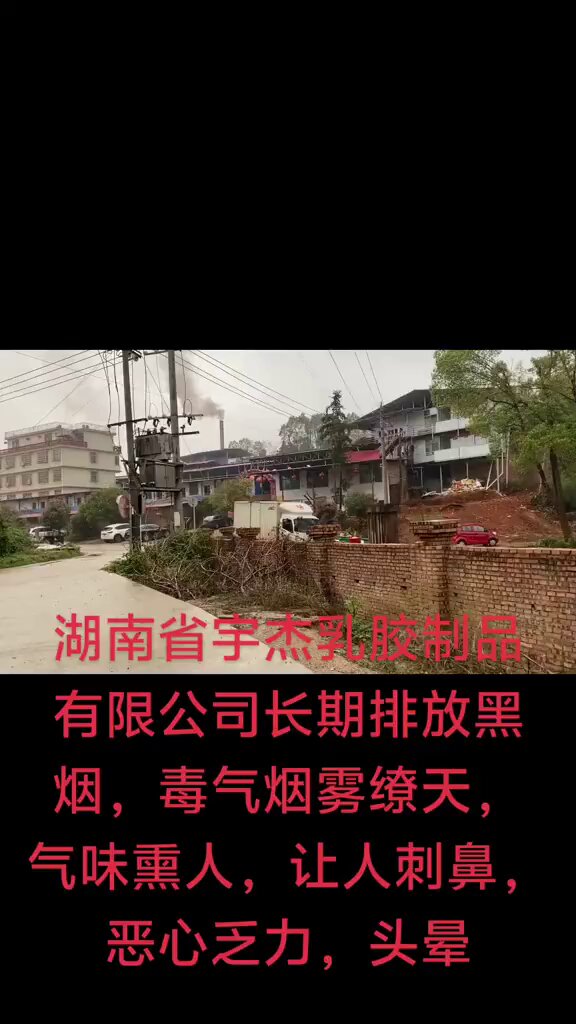 湖南省宇杰乳胶制品
有限公司长期排放黑
烟，毒气烟雾缭天，
气味熏人，让人刺鼻，
恶心乏力，头晕